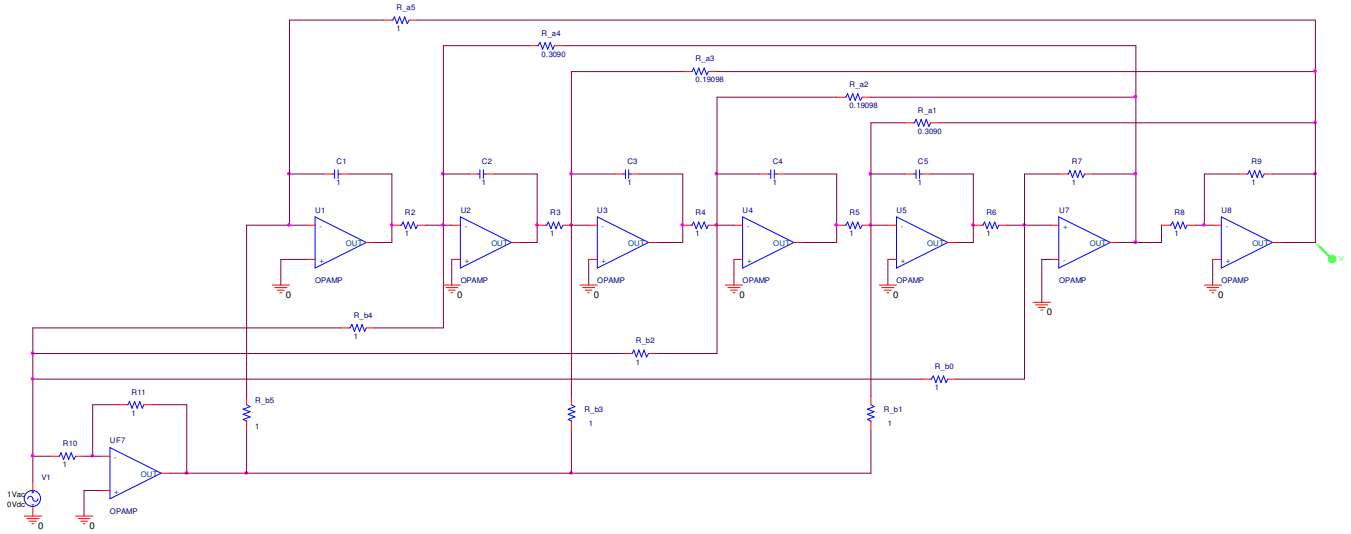 R_a5
1
R_a4
0.3090
R_a3
0.19098
R_a2
0.19098
R_a1
0.3090
C1
1
C2
1
C3
1
C4
1
C5
1
R7
1
R9
1
U1
-
+
OUT
OPAMP
0
R2
1
U2
-
+
OUT
OPAMP
0
R3
1
U3
-
+
OUT
OPAMP
0
R4
1
U4
-
+
OUT
OPAMP
0
R5
1
U5
-
+
OUT
OPAMP
0
R6
1
U7
+
-
OUT
OPAMP
0
R8
1
U8
-
+
OUT
OPAMP
0
V
R_b4
1
R_b2
1
R_b0
1
R11
1
R_b5
1
R_b3
1
R_b1
1
R10
1
UF7
-
+
OUT
OPAMP
0
V1
1Vac
0Vdc
0